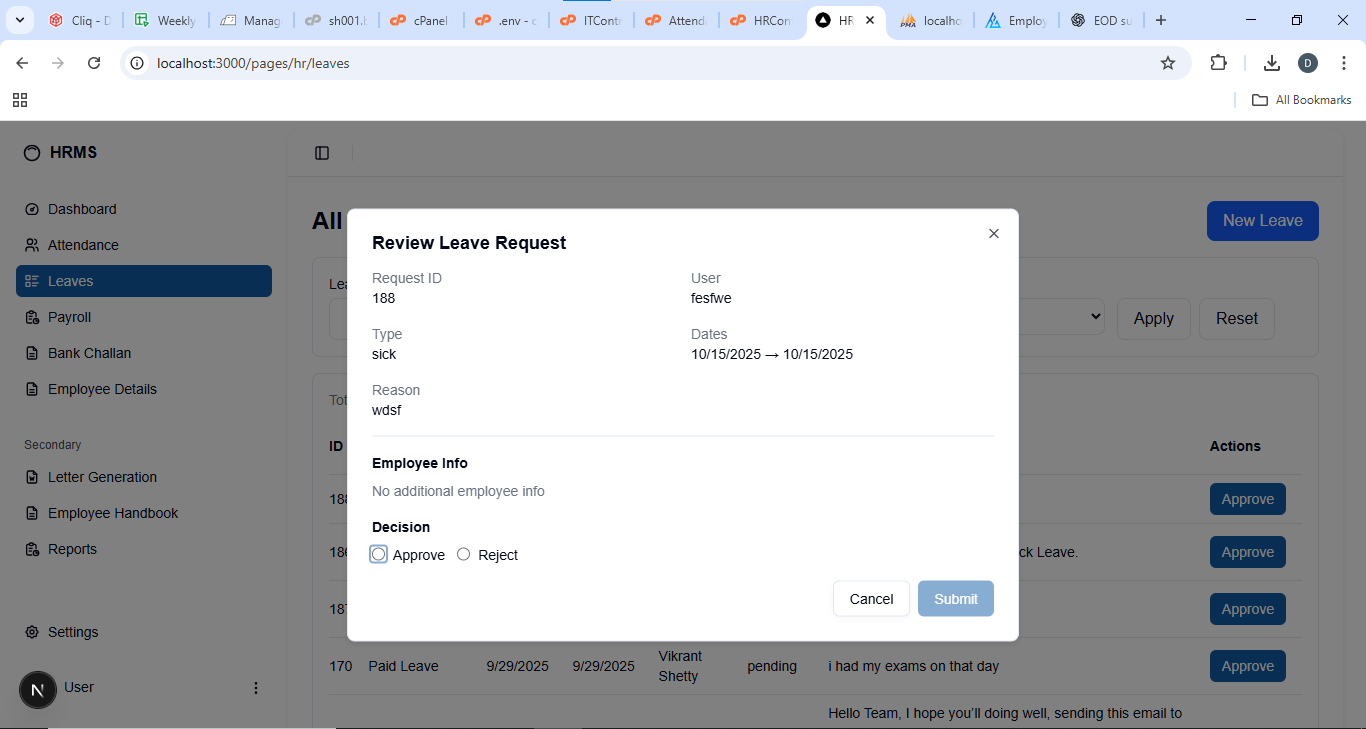 Cliq - D
Weekly
Manag
sh001.b
cPanel
.env - c
ITContr
Attend
HRCon
HR
localho
Employ
EOD su
localhost:3000/pages/hr/leaves
D
All Bookmarks
HRMS
Dashboard
Attendance
Leaves
Payroll
Bank Challan
Employee Details
Secondary
Letter Generation
Employee Handbook
Reports
Settings
N
User
All
New Leave
Lea
Apply
Reset
Tot
ID
Actions
188
Approve
186
ck Leave.
Approve
187
Approve
170 Paid Leave 9/29/2025 9/29/2025 Vikrant Shetty pending i had my exams on that day Approve
Hello Team, I hope you'll doing well, sending this email to
Review Leave Request
Request ID
188
User
fesfwe
Type
sick
Dates
10/15/2025 → 10/15/2025
Reason
wdsf
Employee Info
No additional employee info
Decision
Approve
Reject
Cancel
Submit